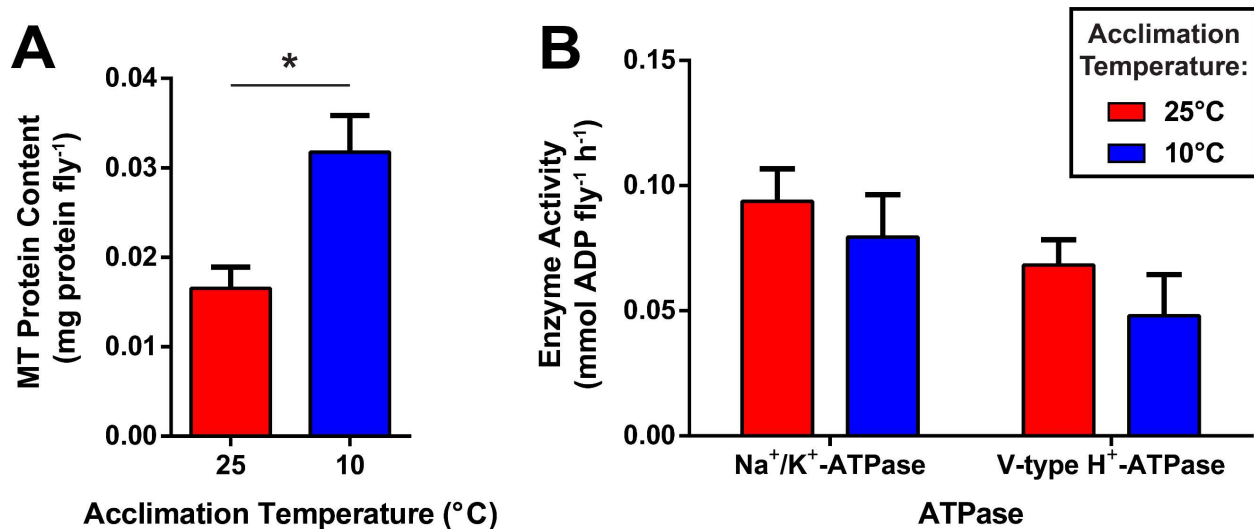 A
*
MT Protein Content
(mg protein fly⁻¹)
0.04
0.03
0.02
0.01
0.00
25
10
Acclimation Temperature (°C)
B
Enzyme Activity
(mmol ADP fly⁻¹ h⁻¹)
0.15
0.10
0.05
0.00
Na⁺/K⁺-ATPase
V-type H⁺-ATPase
ATPase
Acclimation
Temperature:
25°C
10°C